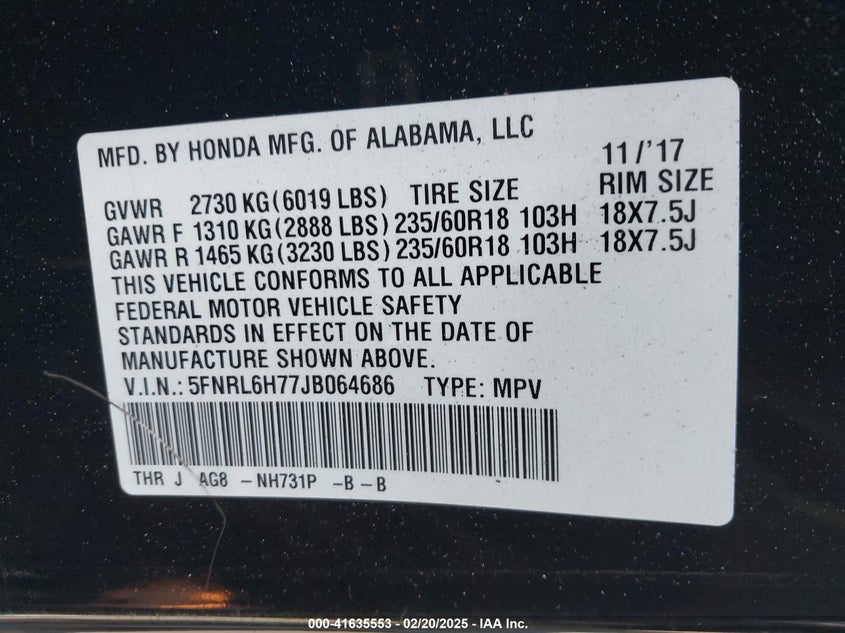 MFD. BY HONDA MFG. OF ALABAMA, LLC
11/'17
GVWR 2730 KG(6019 LBS) TIRE SIZE RIM SIZE
GAWR F 1310 KG(2888 LBS) 235/60R18 103H 18X7.5J
GAWR R 1465 KG(3230 LBS) 235/60R18 103H 18X7.5J
THIS VEHICLE CONFORMS TO ALL APPLICABLE
FEDERAL MOTOR VEHICLE SAFETY
STANDARDS IN EFFECT ON THE DATE OF
MANUFACTURE SHOWN ABOVE.
V.I.N.: 5FNRL6H77JB064686 TYPE: MPV
THR J AG8 -NH731P -B-B
000-41635553 - 02/20/2025 - IAA Inc.